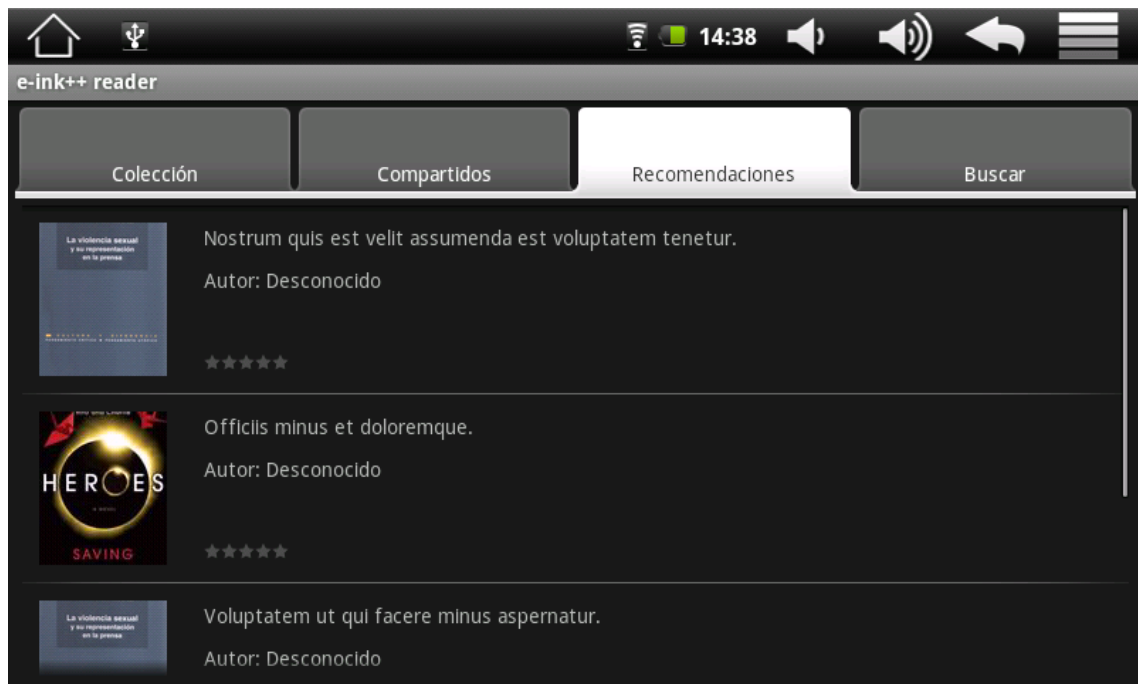 14:38
e-ink++ reader
Colección
Compartidos
Recomendaciones
Buscar
La violencia sexual
y su representación
en la prensa
Nostrum quis est velit assumenda est voluptatem tenetur.
Autor: Desconocido
HEROES
A NOVEL
SAVING
Officiis minus et doloremque.
Autor: Desconocido
La violencia sexual
y su representación
en la prensa
Voluptatem ut qui facere minus aspernatur.
Autor: Desconocido